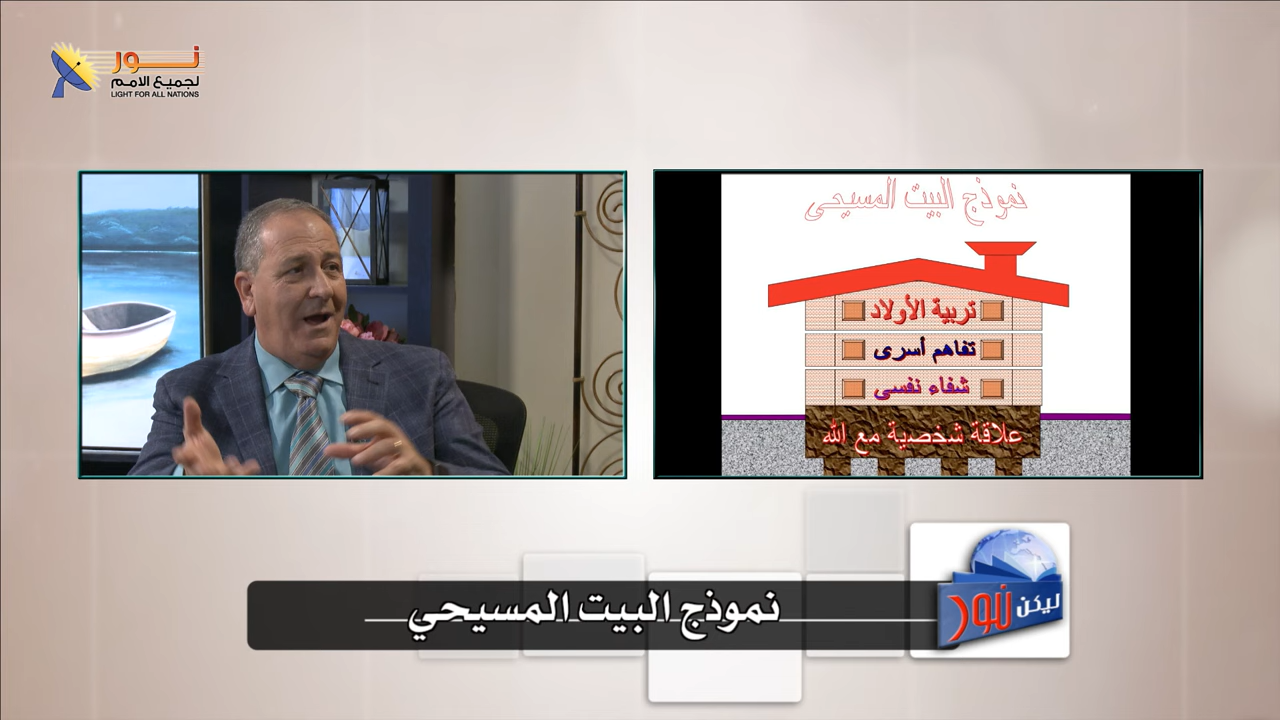 نور
لجميع الامم
LIGHT FOR ALL NATIONS
نموذج البيت المسيحى
تربية الأولاد
تفاهم أسرى
شفاء نفسى
علاقة شخصية مع الله
نموذج البيت المسيحي
ليكن نور